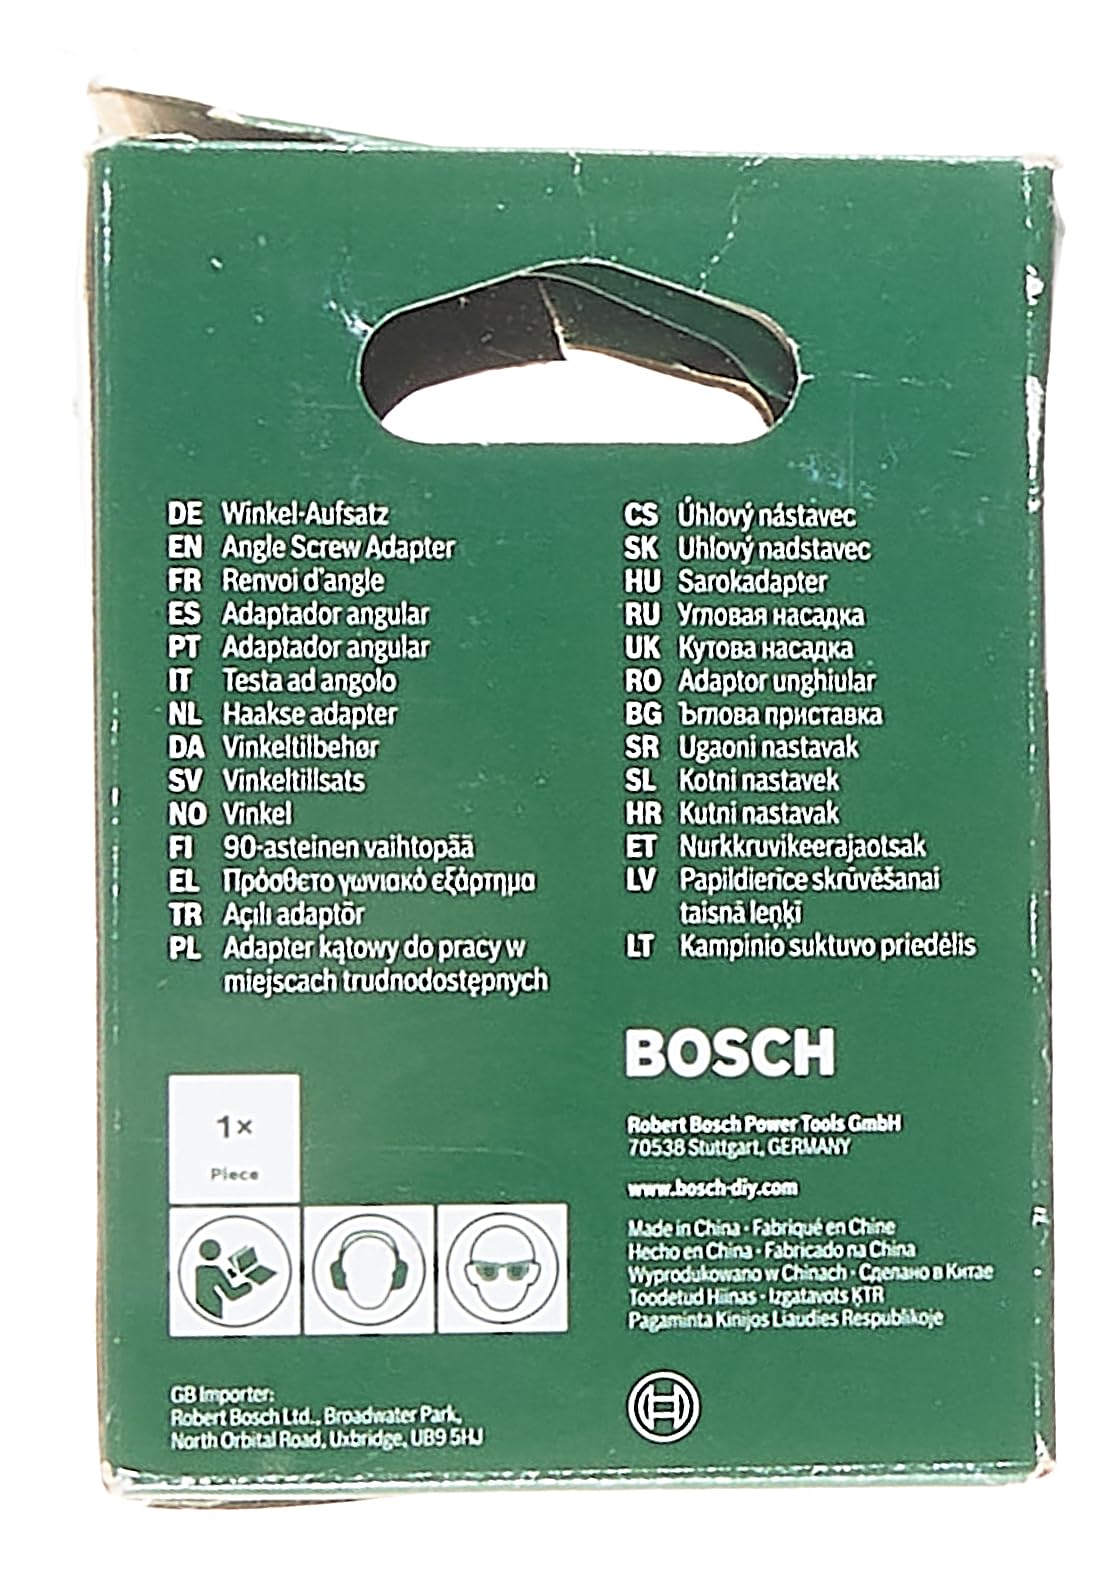 DE Winkel-Aufsatz
EN Angle Screw Adapter
FR Renvoi d'angle
ES Adaptador angular
PT Adaptador angular
IT Testa ad angolo
NL Haakse adapter
DA Vinkeltilbehør
SV Vinkeltillsats
NO Vinkel
FI 90-asteinen vaihtopää
EL Πρόσθετο γωνιακό εξάρτημα
TR Açılı adaptör
PL Adapter kątowy do pracy w
miejscach trudnodostępnych
CS Úhlový nástavec
SK Uhlový nadstavec
HU Sarokadapter
RU Угловая насадка
UK Кутова насадка
RO Adaptor unghiular
BG Ъглова приставка
SR Ugaoni nastavak
SL Kotni nastavek
HR Kutni nastavak
ET Nurkkruvikeerajaotsak
LV Papildierīce skrūvēšanai
taisnā leņķī
LT Kampinio suktuvo priedėlis
1x
Piece
BOSCH
Robert Bosch Power Tools GmbH
70538 Stuttgart, GERMANY
www.bosch-diy.com
Made in China · Fabriqué en Chine
Hecho en China · Fabricado na China
Wyprodukowano w Chinach · Сделано в Китае
Toodetud Hiinas · Izgatavots ĶTR
Pagaminta Kinijos Liaudies Respublikoje
GB Importer:
Robert Bosch Ltd., Broadwater Park,
North Orbital Road, Uxbridge, UB9 5HJ